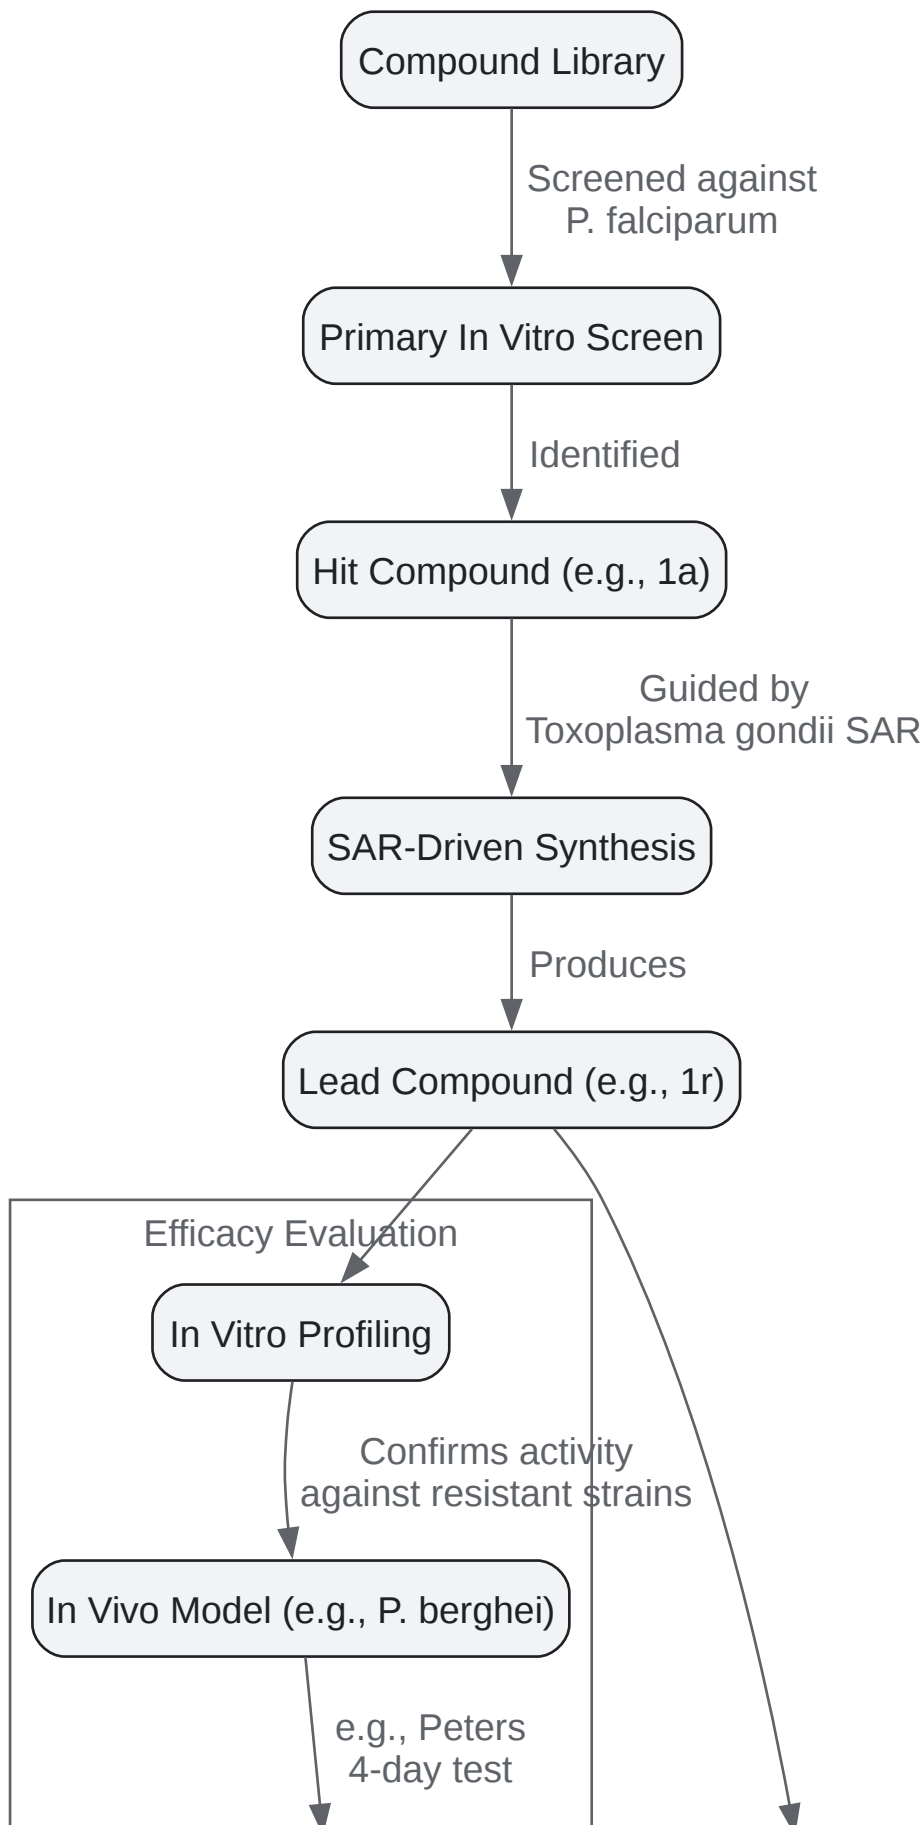 Compound Library
Screened against
P. falciparum
Primary In Vitro Screen
Identified
Hit Compound (e.g., 1a)
Guided by
Toxoplasma gondii SAR
SAR-Driven Synthesis
Produces
Lead Compound (e.g., 1r)
Efficacy Evaluation
In Vitro Profiling
Confirms activity
against resistant strains
In Vivo Model (e.g., P. berghei)
e.g., Peters
4-day test